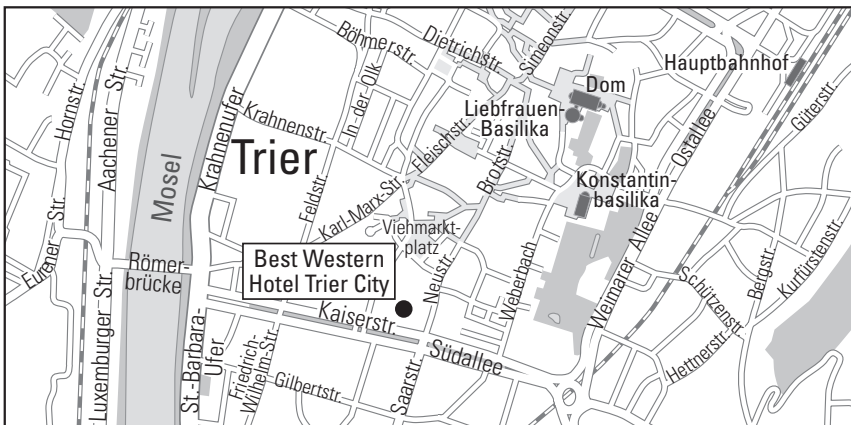 Hornstr.
Aachener Str.
Mosel
Krahnenufer
Krahnenstr.
Trier
Böhmerstr.
In-der-Olk
Dietrichstr.
Simeonstr.
Fleischstr.
Brotstr.
Dom
Liebfrauen-
Basilika
Hauptbahnhof
Güterstr.
Ostallee
Konstantin-
basilika
Feldstr.
Karl-Marx-Str.
Viehmarkt-
platz
Neustr.
Weberbach
Weimarer Allee
Schützenstr.
Bergstr.
Kurfürstenstr.
Hettnerstr.
Eurener Str.
Römer-
brücke
Luxemburger Str.
Best Western
Hotel Trier City
Kaiserstr.
Südallee
St.-Barbara-
Ufer
Friedrich-
Wilhelm-Str.
Gilbertstr.
Saarstr.